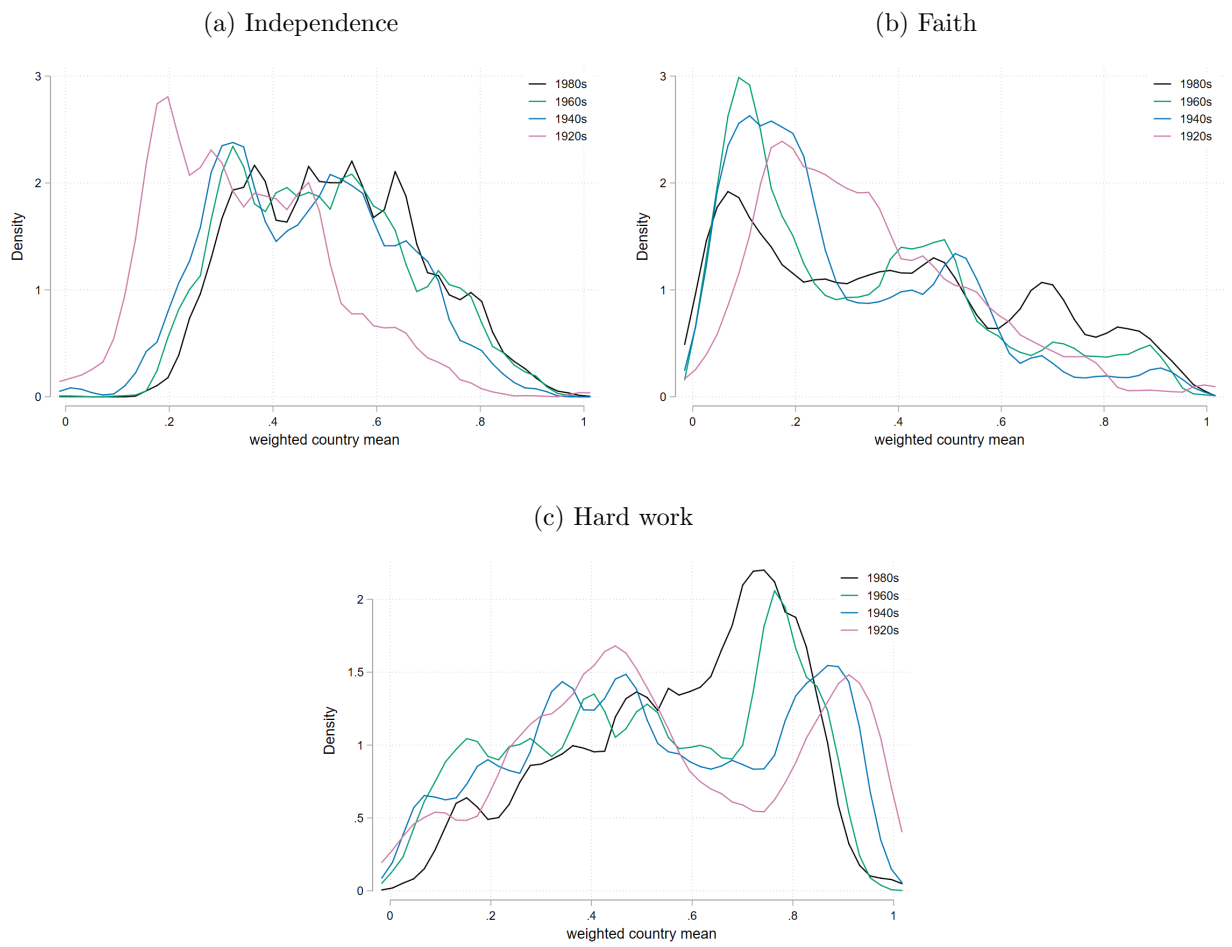 (a) Independence
3
2
1
0
Density
0 .2 .4 .6 .8 1
weighted country mean
1980s
1960s
1940s
1920s
(b) Faith
3
2
1
0
Density
0 .2 .4 .6 .8 1
weighted country mean
1980s
1960s
1940s
1920s
(c) Hard work
2
1.5
1
.5
0
Density
0 .2 .4 .6 .8 1
weighted country mean
1980s
1960s
1940s
1920s